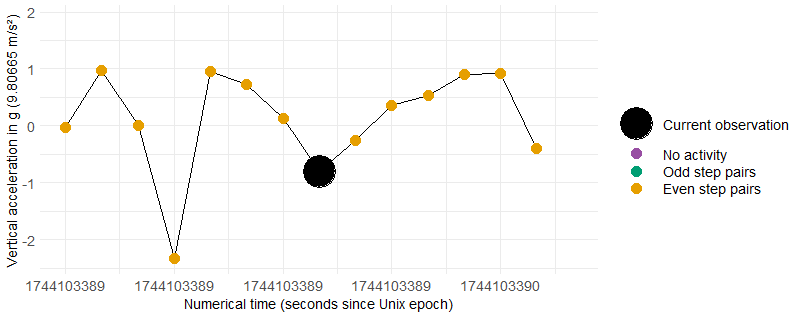 Vertical acceleration in g (9.80665 m/s²)
2
1
0
-1
-2
1744103389 1744103389 1744103389 1744103389 1744103390
Numerical time (seconds since Unix epoch)
Current observation
No activity
Odd step pairs
Even step pairs